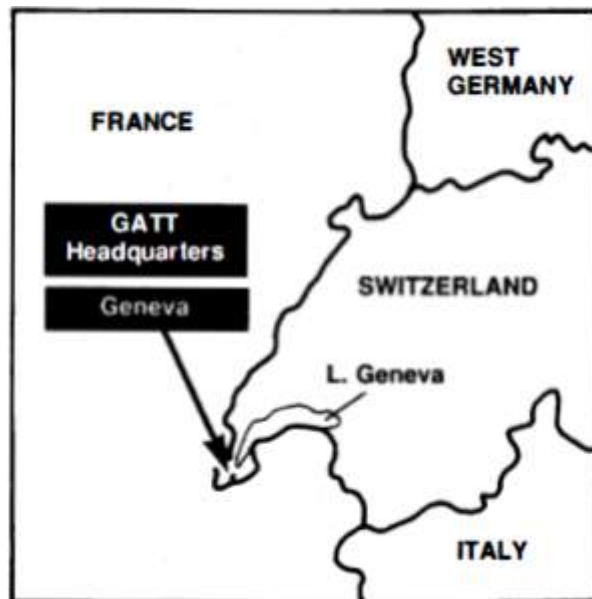 WEST
GERMANY
FRANCE
GATT
Headquarters
Geneva
SWITZERLAND
L. Geneva
ITALY